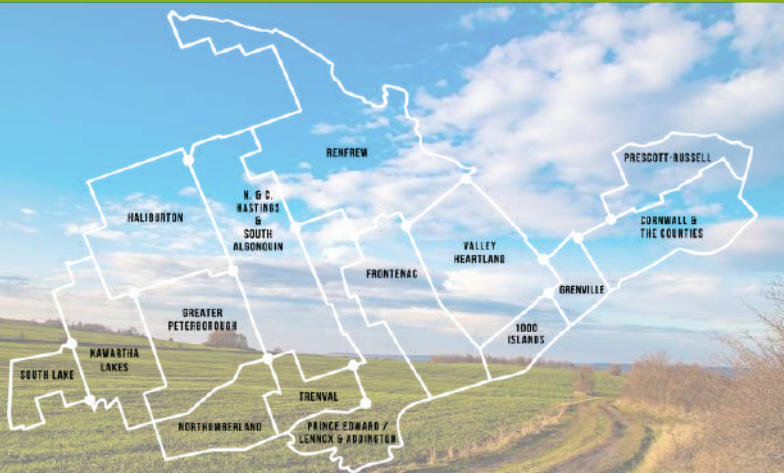 RENFREW
PRESCOTT-RUSSELL
N. & C.
HASTINGS
&
SOUTH
ALGONQUIN
HALIBURTON
CORNWALL &
THE COUNTIES
VALLEY
HEARTLAND
FRONTENAC
GRENVILLE
GREATER
PETERBOROUGH
1000
ISLANDS
KAWARTHA
LAKES
SOUTH LAKE
TRENVAL
NORTHUMBERLAND
PRINCE EDWARD /
LENNOX & ADDINGTON